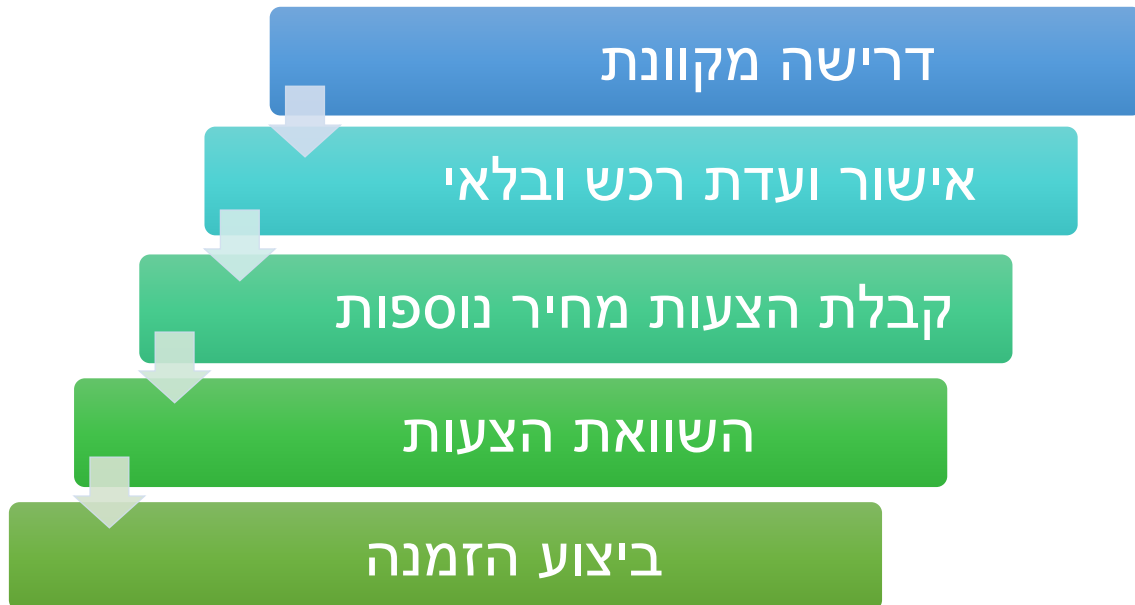 דרישה מקוונת
אישור ועדת רכש ובלאי
קבלת הצעות מחיר נוספות
השוואת הצעות
ביצוע הזמנה